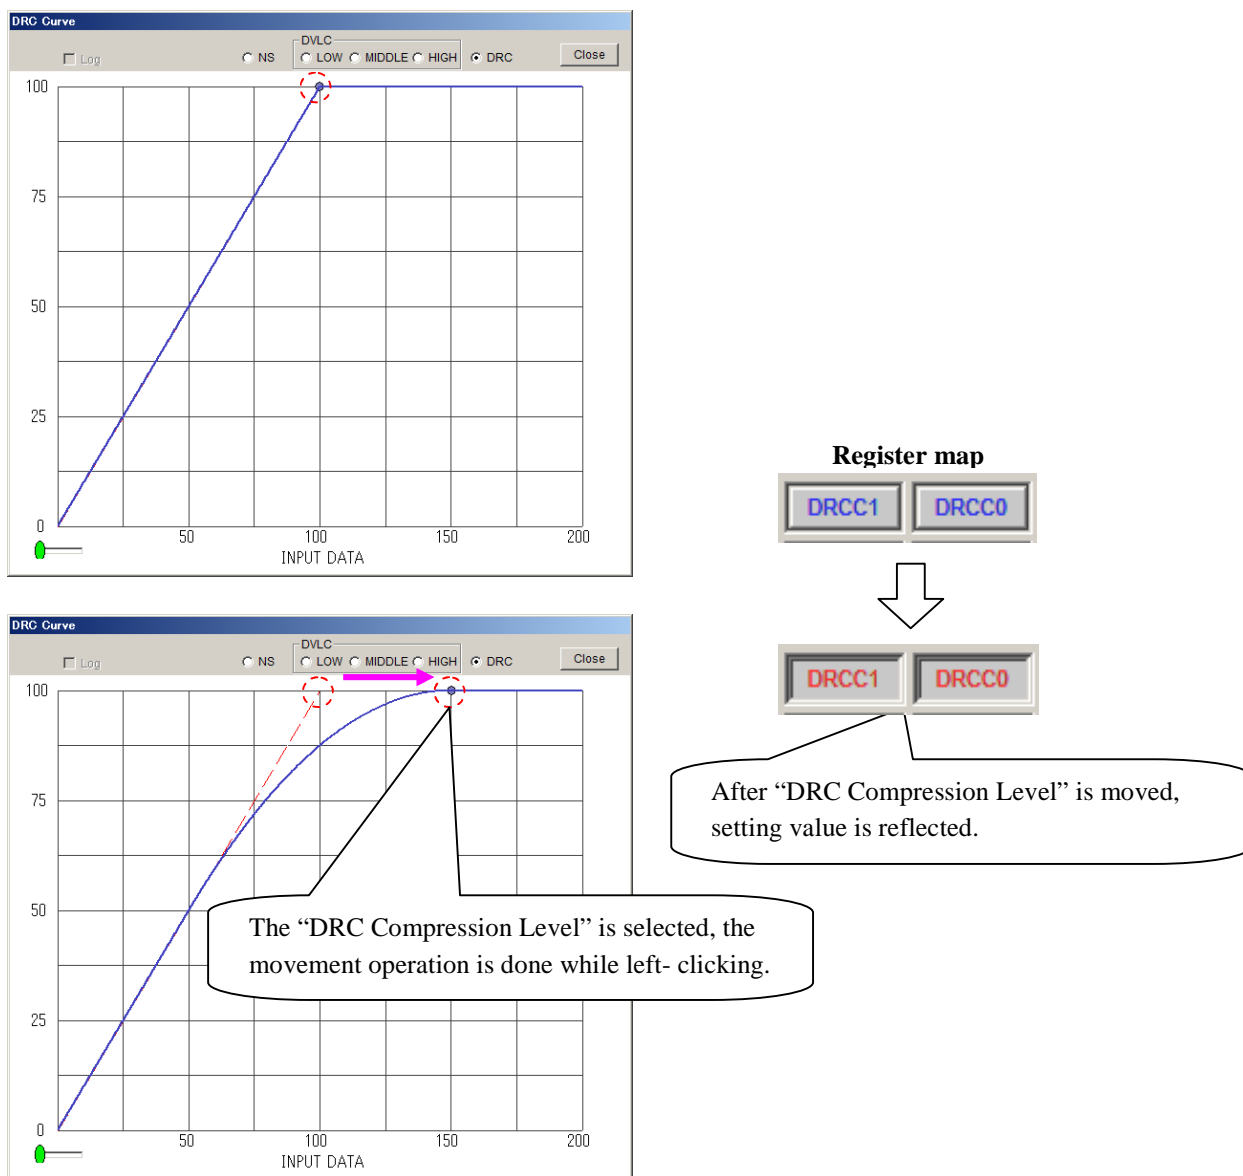 DRC Curve
DVLC
Log NS LOW MIDDLE HIGH DRC Close
100
75
50
25
0
50 100 150 200
INPUT DATA
Register map
DRCC1 DRCC0
DRCC1 DRCC0
After “DRC Compression Level” is moved,
setting value is reflected.
DRC Curve
DVLC
Log NS LOW MIDDLE HIGH DRC Close
100
75
50
25
0
50 100 150 200
INPUT DATA
The “DRC Compression Level” is selected, the
movement operation is done while left- clicking.